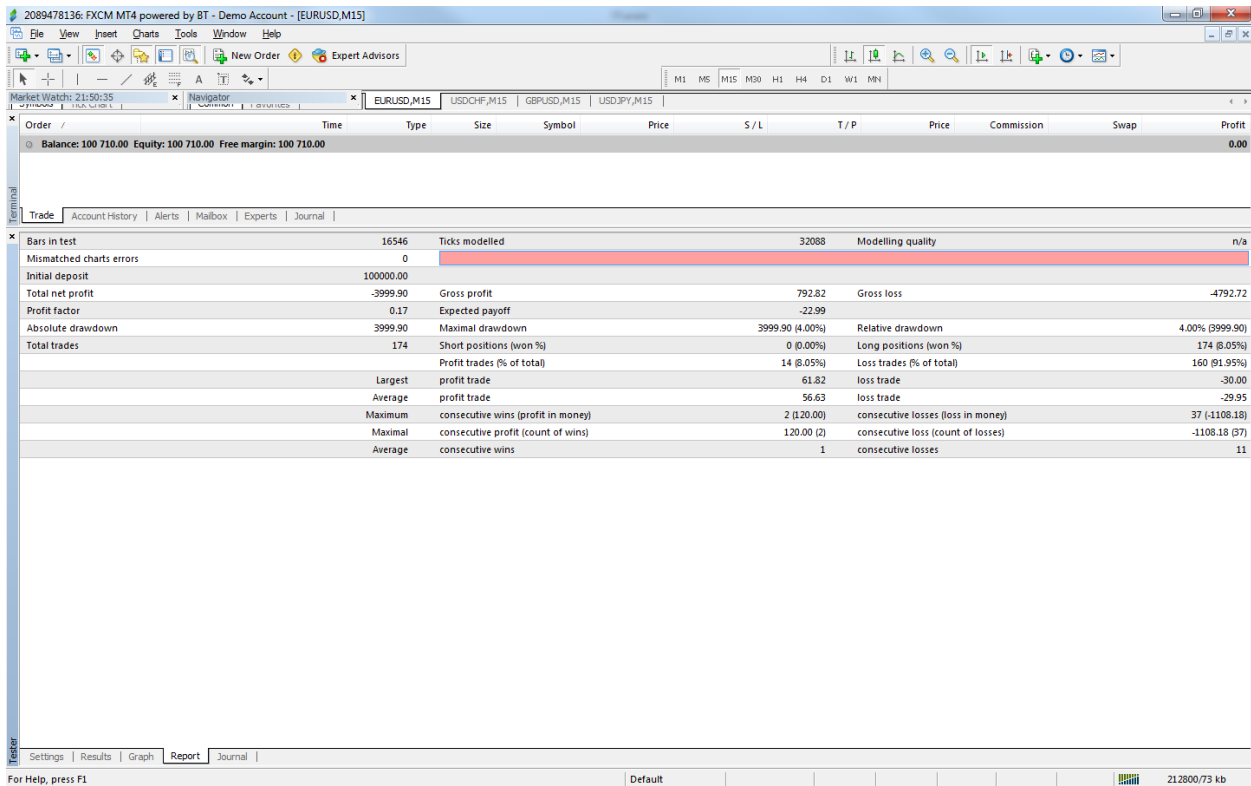 2089478136: FXCM MT4 powered by BT - Demo Account - [EURUSD,M15]
File View Insert Charts Tools Window Help
New Order Expert Advisors
A T M1 M5 M15 M30 H1 H4 D1 W1 MN
Market Watch: 21:50:35 Navigator EURUSD,M15 USDCHF,M15 GBPUSD,M15 USDJPY,M15
Symbols Tick Chart Common Favorites
Order / Time Type Size Symbol Price S / L T / P Price Commission Swap Profit
Balance: 100 710.00 Equity: 100 710.00 Free margin: 100 710.00 0.00
Terminal
Trade Account History Alerts Mailbox Experts Journal
Bars in test 16546 Ticks modelled 32088 Modelling quality n/a
Mismatched charts errors 0
Initial deposit 100000.00
Total net profit -3999.90 Gross profit 792.82 Gross loss -4792.72
Profit factor 0.17 Expected payoff -22.99
Absolute drawdown 3999.90 Maximal drawdown 3999.90 (4.00%) Relative drawdown 4.00% (3999.90)
Total trades 174 Short positions (won %) 0 (0.00%) Long positions (won %) 174 (8.05%)
Profit trades (% of total) 14 (8.05%) Loss trades (% of total) 160 (91.95%)
Largest profit trade 61.82 loss trade -30.00
Average profit trade 56.63 loss trade -29.95
Maximum consecutive wins (profit in money) 2 (120.00) consecutive losses (loss in money) 37 (-1108.18)
Maximal consecutive profit (count of wins) 120.00 (2) consecutive loss (count of losses) -1108.18 (37)
Average consecutive wins 1 consecutive losses 11
Tester
Settings Results Graph Report Journal
For Help, press F1 Default 212800/73 kb